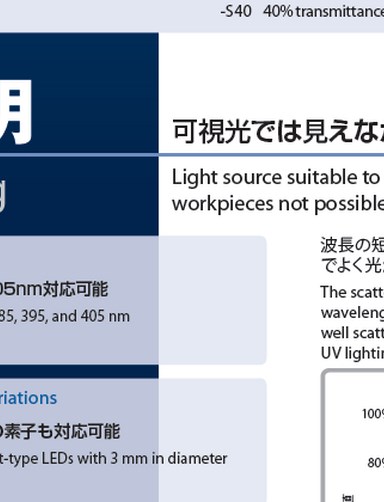 -S40 40% transmittance
明
可視光では見えなか
g
Light source suitable to
workpieces not possible
波長の短
でよく光
05nm対応可能
85, 395, and 405 nm
The scatt
waveleng
well scatt
UV lightin
riations
の素子も対応可能
t-type LEDs with 3 mm in diameter
100%
80%